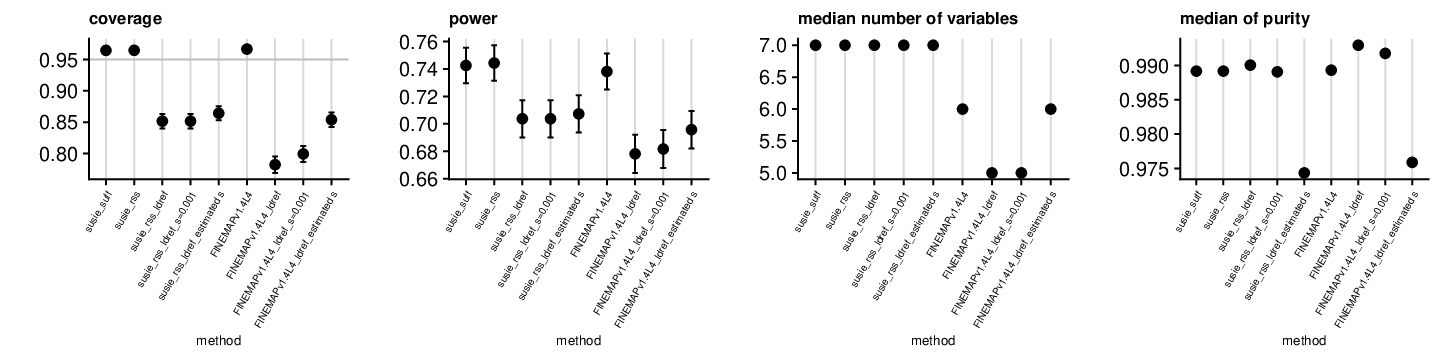 coverage
0.95
0.90
0.85
0.80
susie_suff
susie_rss
susie_rss_ldref
susie_rss_ldref_s=0.001
susie_rss_ldref_estimated.s
FINEMAPv1.4L4
FINEMAPv1.4L4_ldref
FINEMAPv1.4L4_ldref_s=0.001
FINEMAPv1.4L4_ldref_estimated.s
method
power
0.76
0.74
0.72
0.70
0.68
0.66
susie_suff
susie_rss
susie_rss_ldref
susie_rss_ldref_s=0.001
susie_rss_ldref_estimated.s
FINEMAPv1.4L4
FINEMAPv1.4L4_ldref
FINEMAPv1.4L4_ldref_s=0.001
FINEMAPv1.4L4_ldref_estimated.s
method
median number of variables
7.0
6.5
6.0
5.5
5.0
susie_suff
susie_rss
susie_rss_ldref
susie_rss_ldref_s=0.001
susie_rss_ldref_estimated.s
FINEMAPv1.4L4
FINEMAPv1.4L4_ldref
FINEMAPv1.4L4_ldref_s=0.001
FINEMAPv1.4L4_ldref_estimated.s
method
median of purity
0.990
0.985
0.980
0.975
susie_suff
susie_rss
susie_rss_ldref
susie_rss_ldref_s=0.001
susie_rss_ldref_estimated.s
FINEMAPv1.4L4
FINEMAPv1.4L4_ldref
FINEMAPv1.4L4_ldref_s=0.001
FINEMAPv1.4L4_ldref_estimated.s
method